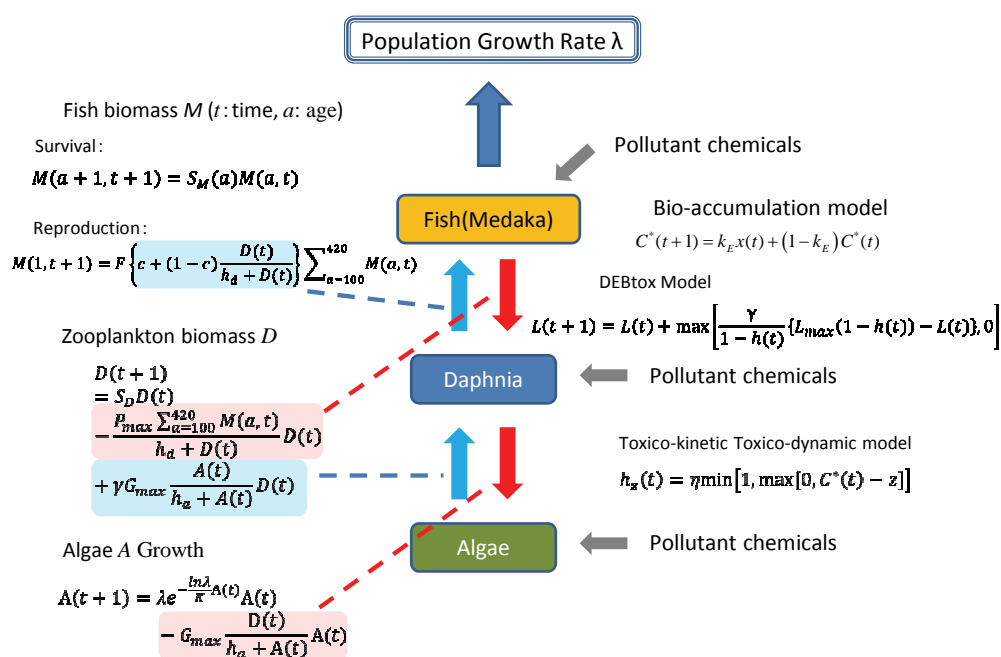 Population Growth Rate λ
Fish biomass M (t: time, a: age)
Survival:
M(a + 1, t + 1) = S_M(a)M(a, t)
Reproduction:
M(1, t + 1) = F{c + (1 − c) D(t) / (h_d + D(t))} ∑_{a=100}^{420} M(a, t)
Zooplankton biomass D
D(t + 1)
= S_D D(t)
− (P_max ∑_{a=100}^{420} M(a, t)) / (h_d + D(t)) D(t)
+ γG_max A(t) / (h_a + A(t)) D(t)
Algae A Growth
A(t + 1) = λe^{−(lnλ/K) A(t)} A(t)
− G_max D(t) / (h_a + A(t)) A(t)
Fish(Medaka)
Daphnia
Algae
Pollutant chemicals
Bio-accumulation model
C*(t+1) = k_E x(t) + (1 − k_E) C*(t)
DEBtox Model
L(t + 1) = L(t) + max[γ / (1 − h(t)) {L_max(1 − h(t)) − L(t)}, 0]
Pollutant chemicals
Toxico-kinetic Toxico-dynamic model
h_z(t) = ηmin[1, max[0, C*(t) − z]]
Pollutant chemicals